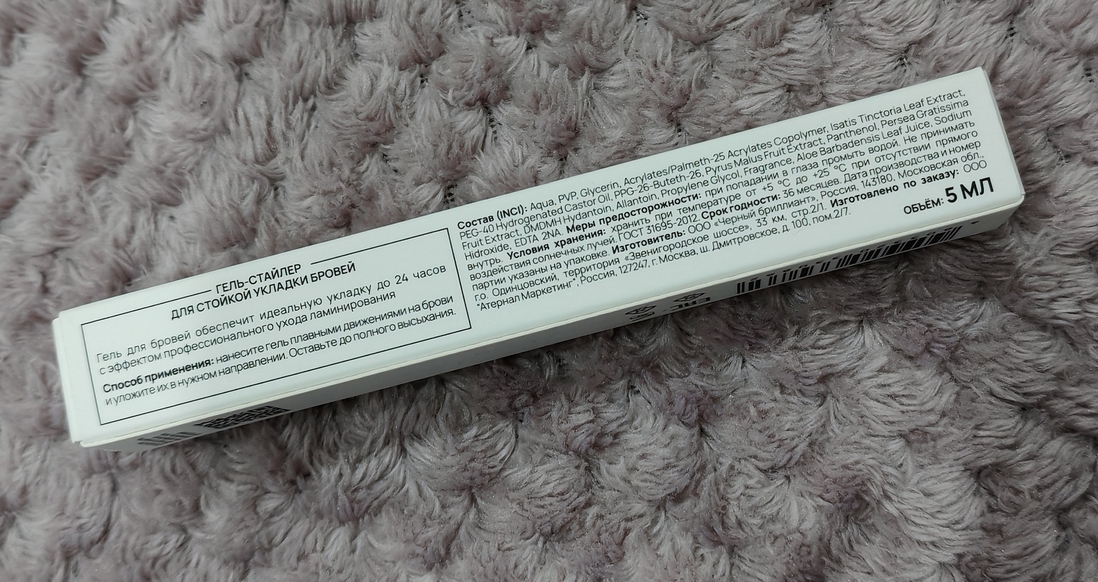 ГЕЛЬ-СТАЙЛЕР
ДЛЯ СТОЙКОЙ УКЛАДКИ БРОВЕЙ
Гель для бровей обеспечит идеальную укладку до 24 часов
с эффектом профессионального ухода ламинирования
Способ применения: нанесите гель плавными движениями на брови
и уложите их в нужном направлении. Оставьте до полного высыхания.
Состав (INCI): Aqua, PVP, Glycerin, Acrylates/Palmeth-25 Acrylates Copolymer, Isatis Tinctoria Leaf Extract,
PEG-40 Hydrogenated Castor Oil, PPG-26-Buteth-26, Pyrus Malus Fruit Extract, Panthenol, Persea Gratissima
Fruit Extract, DMDM Hydantoin, Allantoin, Propylene Glycol, Fragrance, Aloe Barbadensis Leaf Juice, Sodium
Hidroxide, EDTA 2NA. Меры предосторожности: при попадании в глаза промыть водой. Не принимать
внутрь. Условия хранения: хранить при температуре от +5 °С до +25 °С при отсутствии прямого
воздействия солнечных лучей. ГОСТ 31695-2012. Срок годности: 36 месяцев. Дата производства и номер
партии указаны на упаковке. Изготовитель: ООО «Черный бриллиант», Россия, 143180, Московская обл.,
г.о. Одинцовский, территория «Звенигородское шоссе», 33 км, стр.2/1. Изготовлено по заказу: ООО
"Атернал Маркетинг", Россия, 127247, г. Москва, ш. Дмитровское, д. 100, пом.2/7.
ОБЪЁМ: 5 МЛ
EAC